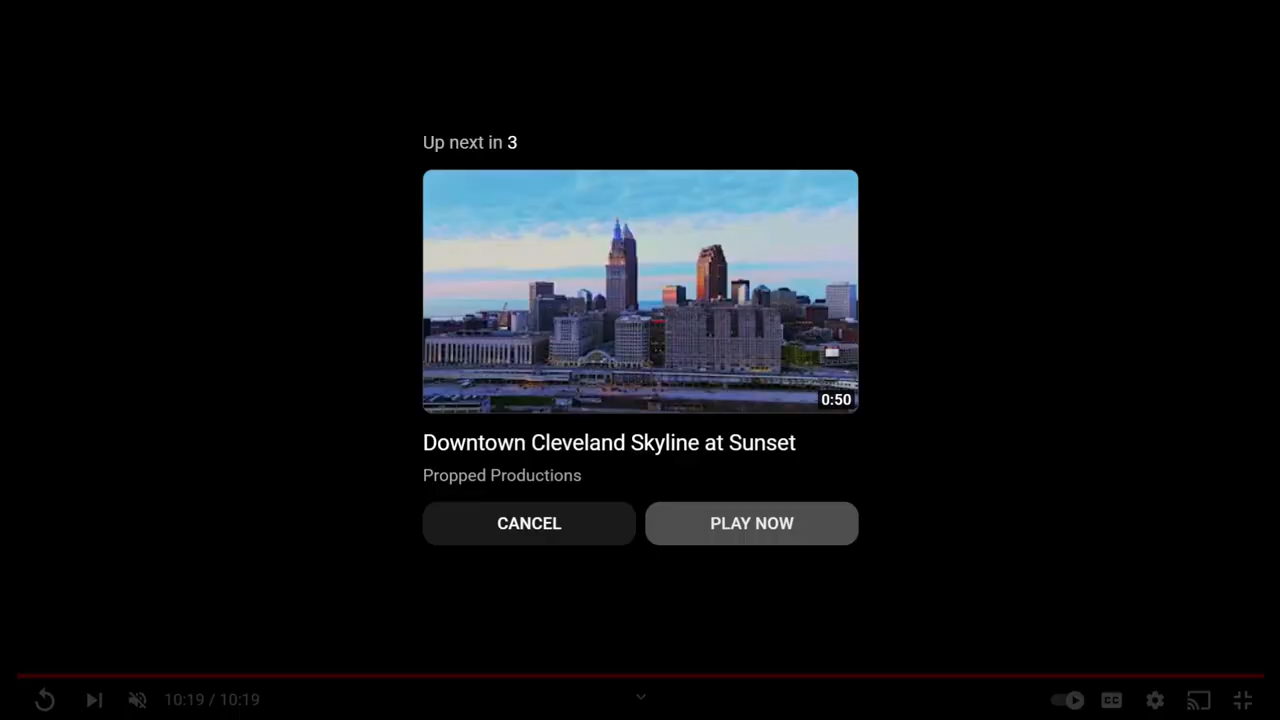 Up next in 3
0:50
Downtown Cleveland Skyline at Sunset
Propped Productions
CANCEL
PLAY NOW
10:19 / 10:19
CC